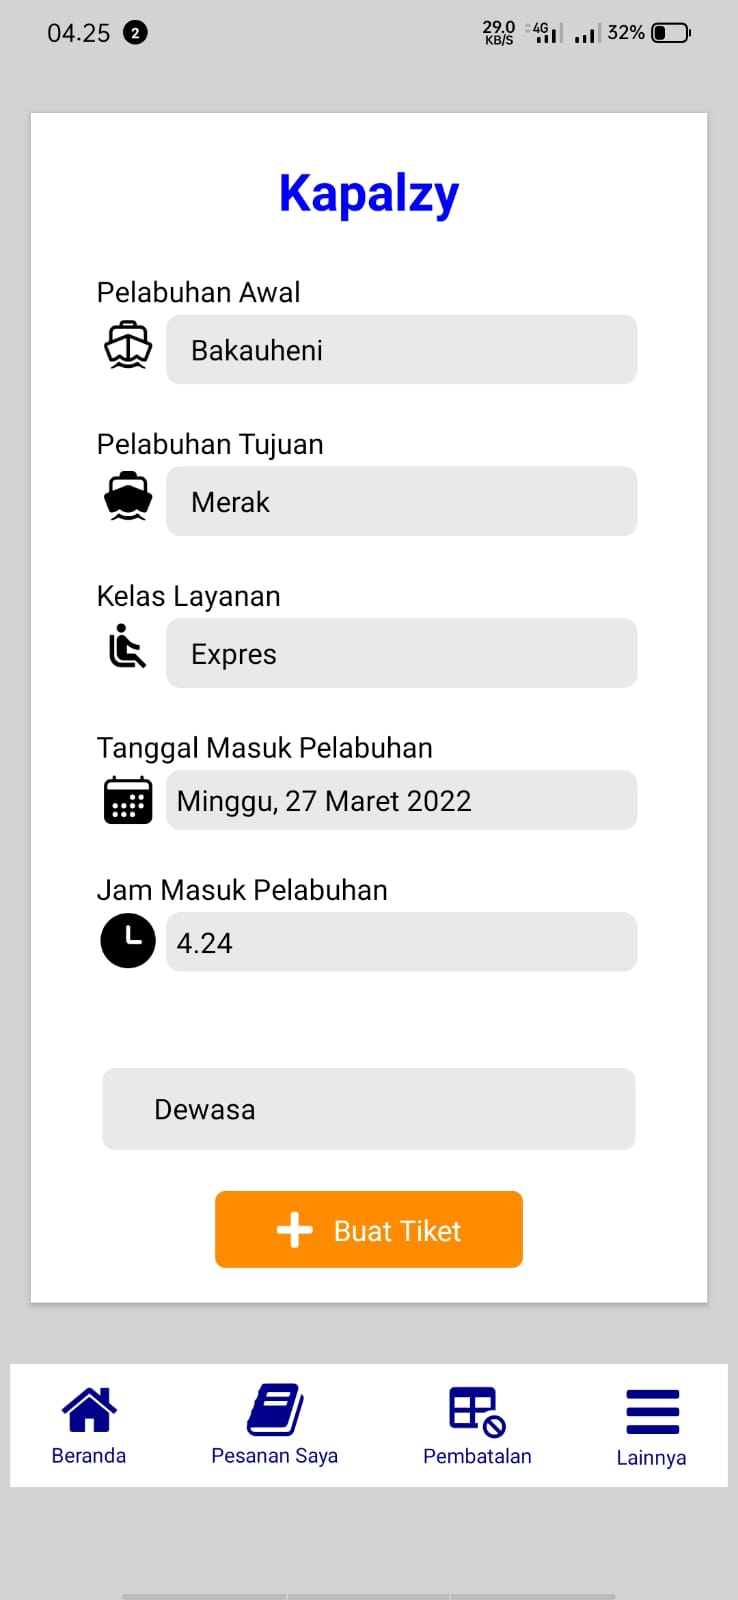 04.25 2 29.0 KB/S 4G 32%
Kapalzy
Pelabuhan Awal
Bakauheni
Pelabuhan Tujuan
Merak
Kelas Layanan
Expres
Tanggal Masuk Pelabuhan
Minggu, 27 Maret 2022
Jam Masuk Pelabuhan
4.24
Dewasa
Buat Tiket
Beranda Pesanan Saya Pembatalan Lainnya